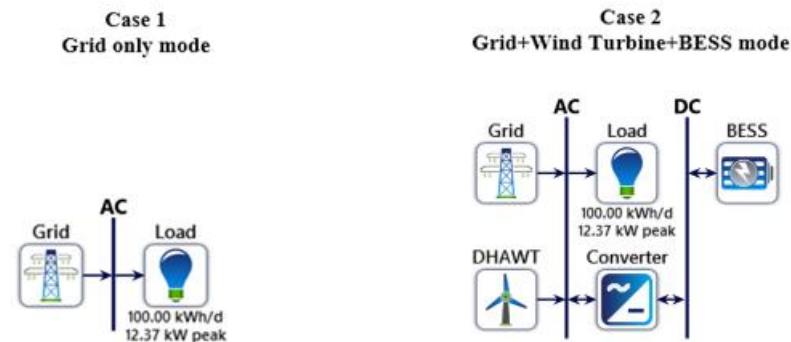 Case 1
Grid only mode
AC
Grid
Load
100.00 kWh/d
12.37 kW peak
Case 2
Grid+Wind Turbine+BESS mode
AC
DC
Grid
Load
BESS
100.00 kWh/d
12.37 kW peak
DHAWT
Converter